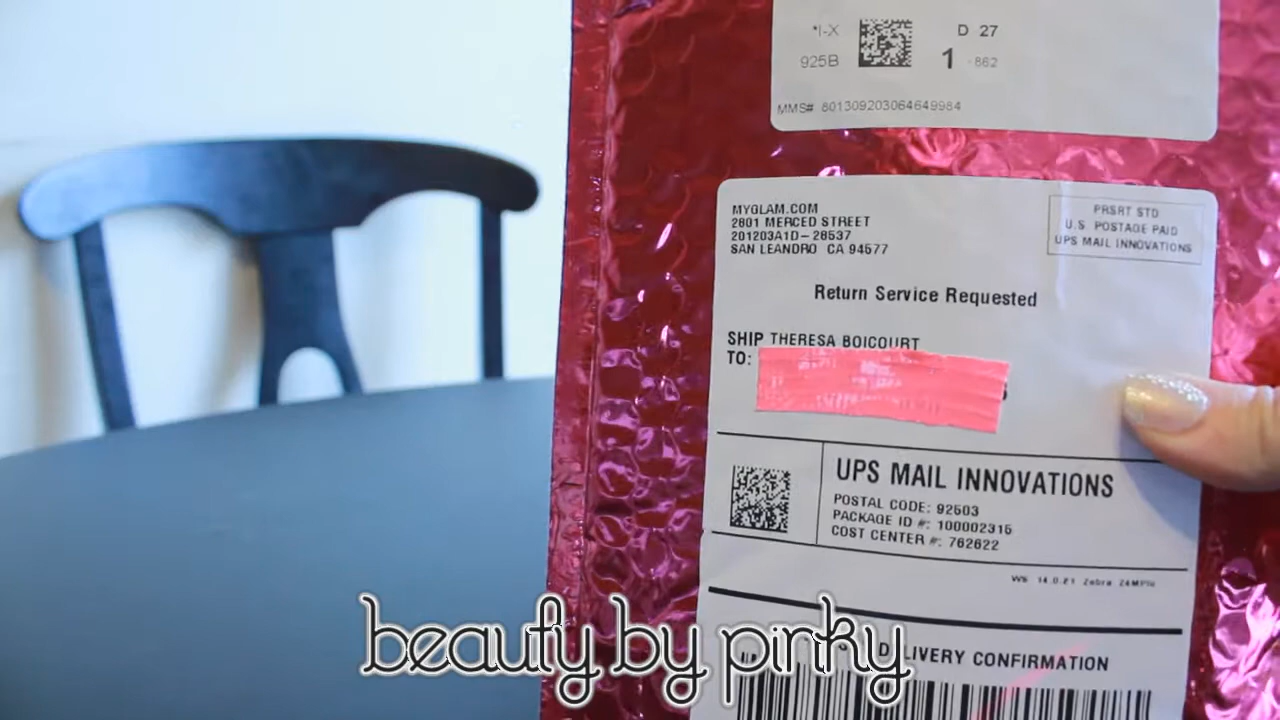 *I-X
D 27
925B
1 -862
MMS# 801309203064649984
MYGLAM.COM
2801 MERCED STREET
201203A1D-28537
SAN LEANDRO CA 94577
PRSRT STD
U.S. POSTAGE PAID
UPS MAIL INNOVATIONS
Return Service Requested
SHIP THERESA BOICOURT
TO:
UPS MAIL INNOVATIONS
POSTAL CODE: 92503
PACKAGE ID #: 100002315
COST CENTER #: 762622
WS 14.0.21 Zebra Z4MPlu
DELIVERY CONFIRMATION
beauty by pinky